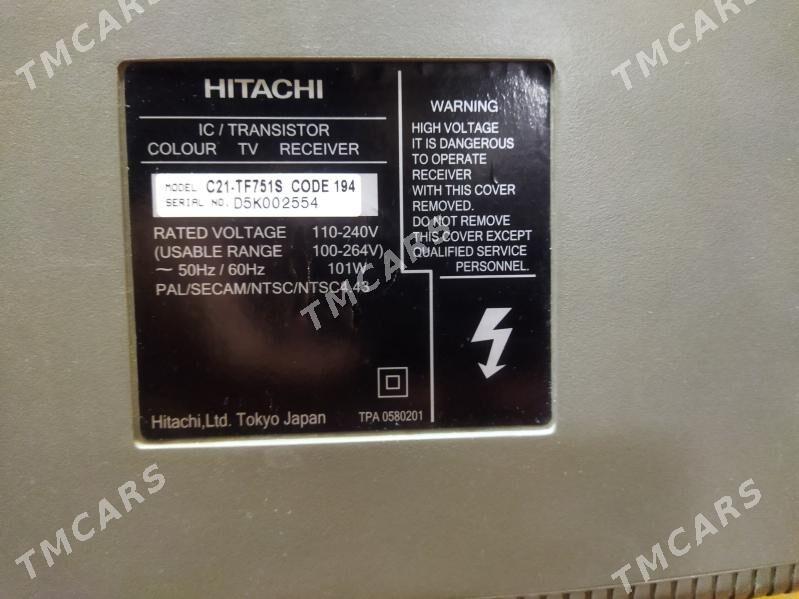 HITACHI
IC / TRANSISTOR
COLOUR TV RECEIVER
MODEL C21-TF751S CODE 194
SERIAL NO. D5K002554
RATED VOLTAGE 110-240V
(USABLE RANGE 100-264V)
~ 50Hz / 60Hz 101W
PAL/SECAM/NTSC/NTSC4.43
Hitachi,Ltd. Tokyo Japan
TPA 0580201
WARNING
HIGH VOLTAGE
IT IS DANGEROUS
TO OPERATE
RECEIVER
WITH THIS COVER
REMOVED.
DO NOT REMOVE
THIS COVER EXCEPT
QUALIFIED SERVICE
PERSONNEL.
TMCARS
TMCARS
TMCARS
TMCARS
TMCARS